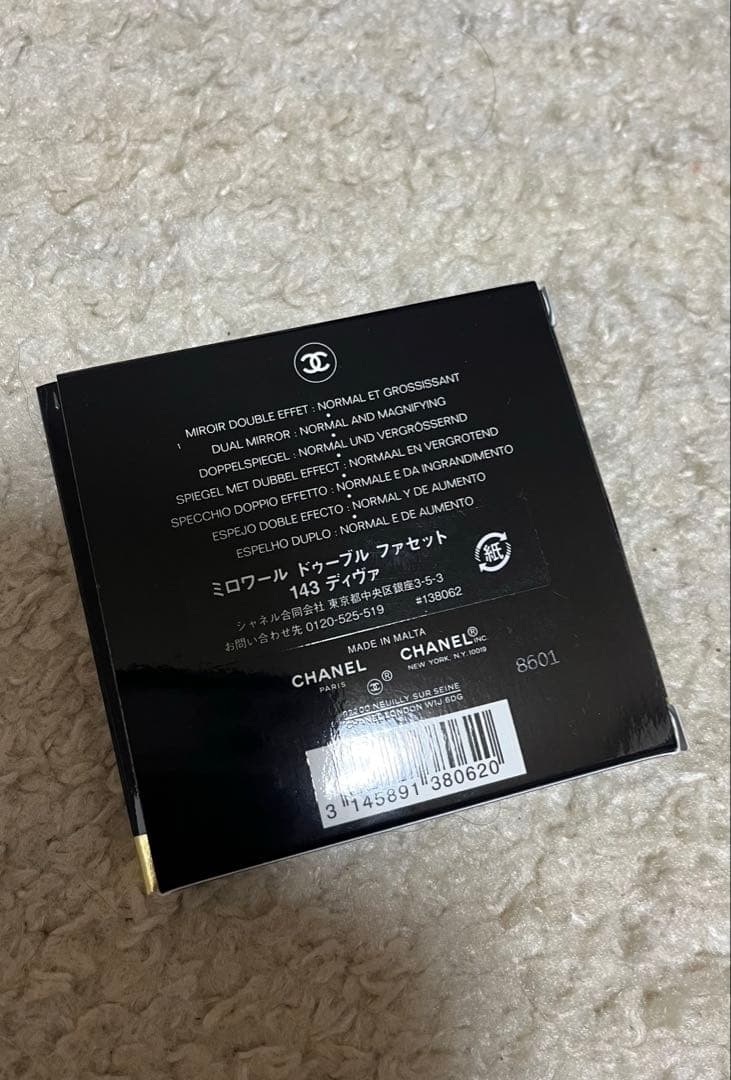 MIROIR DOUBLE EFFET : NORMAL ET GROSSISSANT
DUAL MIRROR : NORMAL AND MAGNIFYING
DOPPELSPIEGEL : NORMAL UND VERGRÖSSERND
SPIEGEL MET DUBBEL EFFECT : NORMAAL EN VERGROTEND
SPECCHIO DOPPIO EFFETTO : NORMALE E DA INGRANDIMENTO
ESPEJO DOBLE EFECTO : NORMAL Y DE AUMENTO
ESPELHO DUPLO : NORMAL E DE AUMENTO
ミロワール ドゥーブル ファセット
143 ディヴァ
紙
シャネル合同会社 東京都中央区銀座3-5-3
お問い合わせ先 0120-525-519 #138062
MADE IN MALTA
CHANEL ® CHANEL® INC.
PARIS NEW YORK, N.Y. 10019
8601
NEUILLY SUR SEINE
CHANEL LONDON W1J 6DG
3 145891 380620